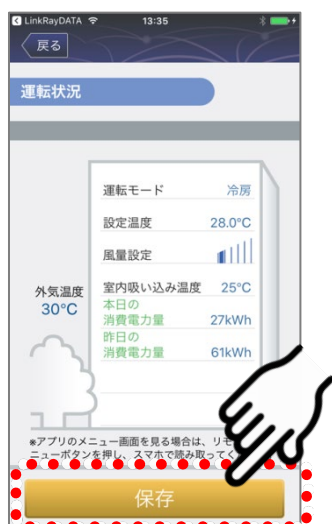 LinkRayDATA 13:35
戻る
運転状況
運転モード 冷房
設定温度 28.0°C
風量設定
外気温度
30°C
室内吸い込み温度 25°C
本日の
消費電力量 27kWh
昨日の
消費電力量 61kWh
※アプリのメニュー画面を見る場合は、リモ
ニューボタンを押し、スマホで読み取ってく
保存